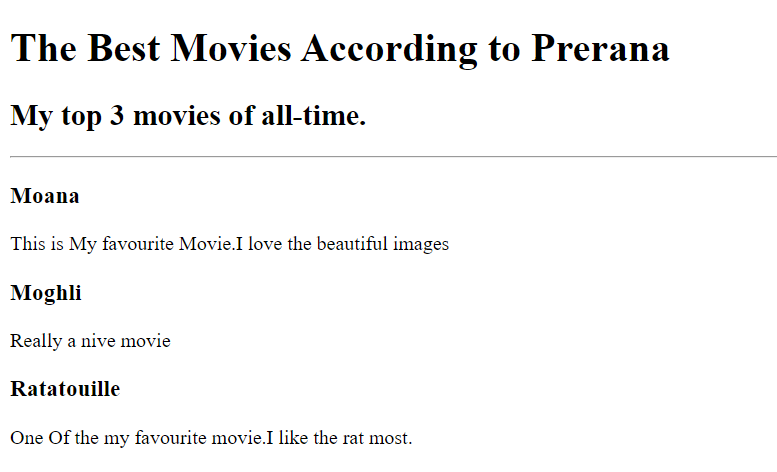 The Best Movies According to Prerana
My top 3 movies of all-time.
Moana
This is My favourite Movie.I love the beautiful images
Moghli
Really a nive movie
Ratatouille
One Of the my favourite movie.I like the rat most.